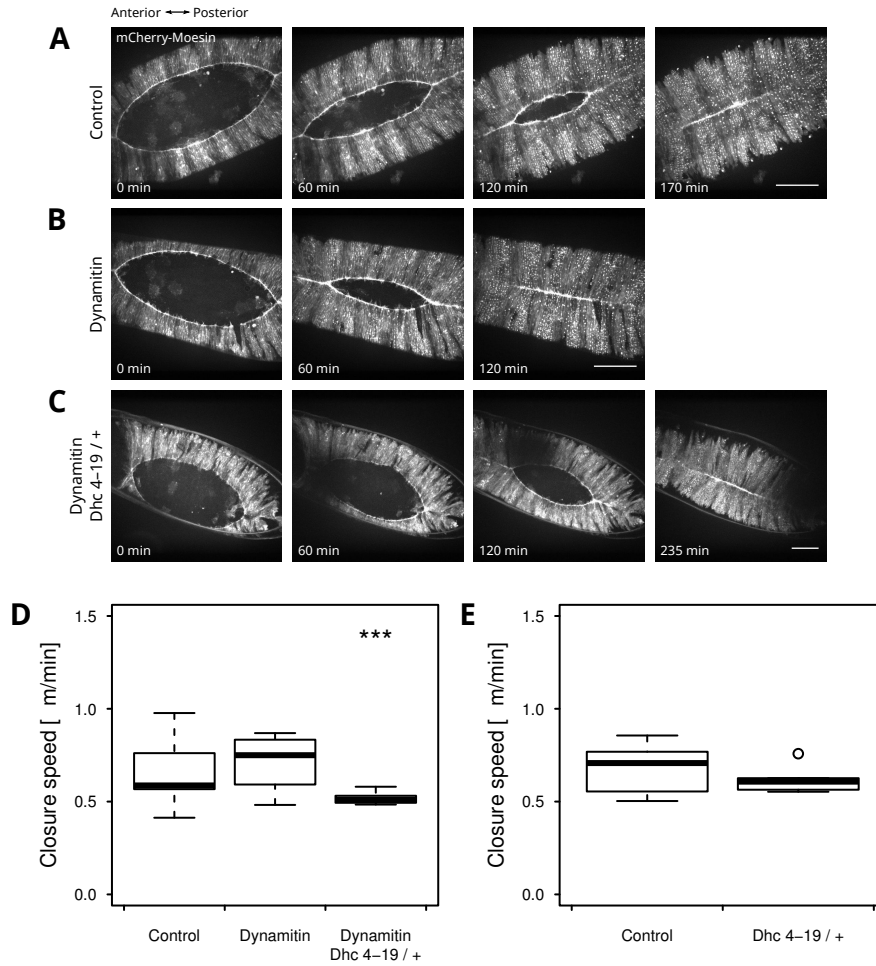 Anterior ↔ Posterior
A
mCherry-Moesin
Control
0 min
60 min
120 min
170 min
B
Dynamitin
0 min
60 min
120 min
C
Dynamitin
Dhc 4–19 / +
0 min
60 min
120 min
235 min
D
Closure speed [ m/min]
1.5
1.0
0.5
0.0
***
Control
Dynamitin
Dynamitin
Dhc 4–19 / +
E
Closure speed [ m/min]
1.5
1.0
0.5
0.0
Control
Dhc 4–19 / +